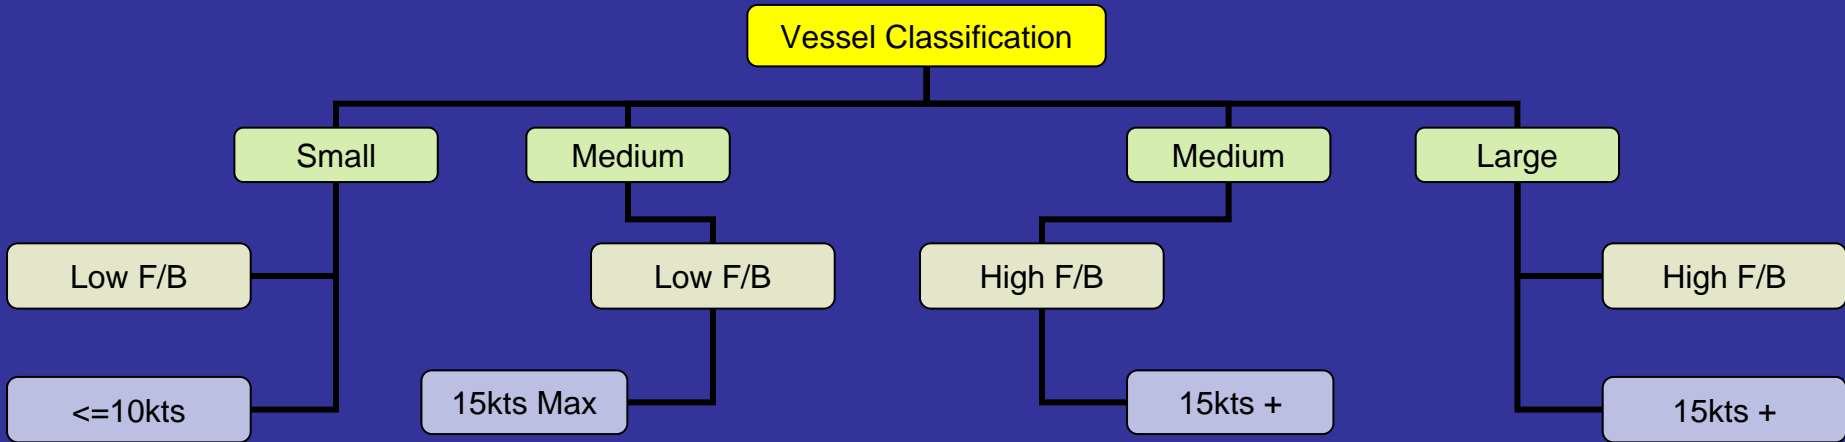 Vessel Classification
Small
Medium
Medium
Large
Low F/B
Low F/B
High F/B
High F/B
<=10kts
15kts Max
15kts +
15kts +